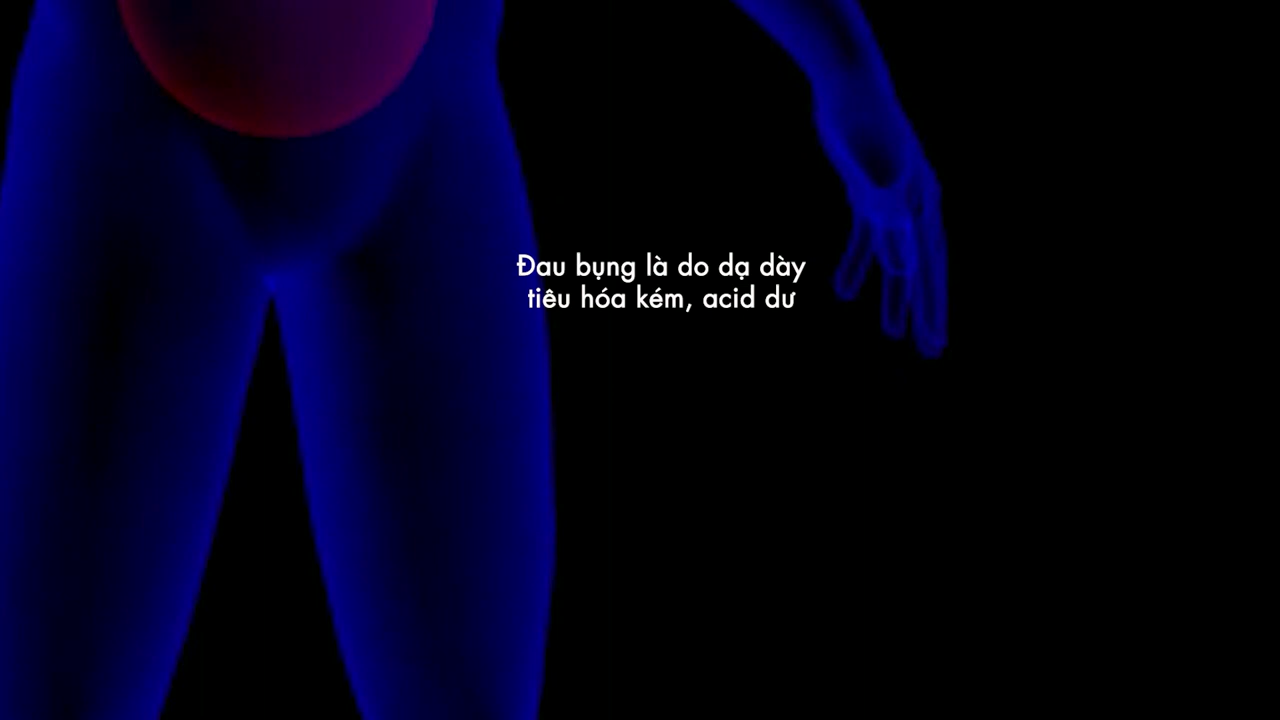 Đau bụng là do dạ dày
tiêu hóa kém, acid dư